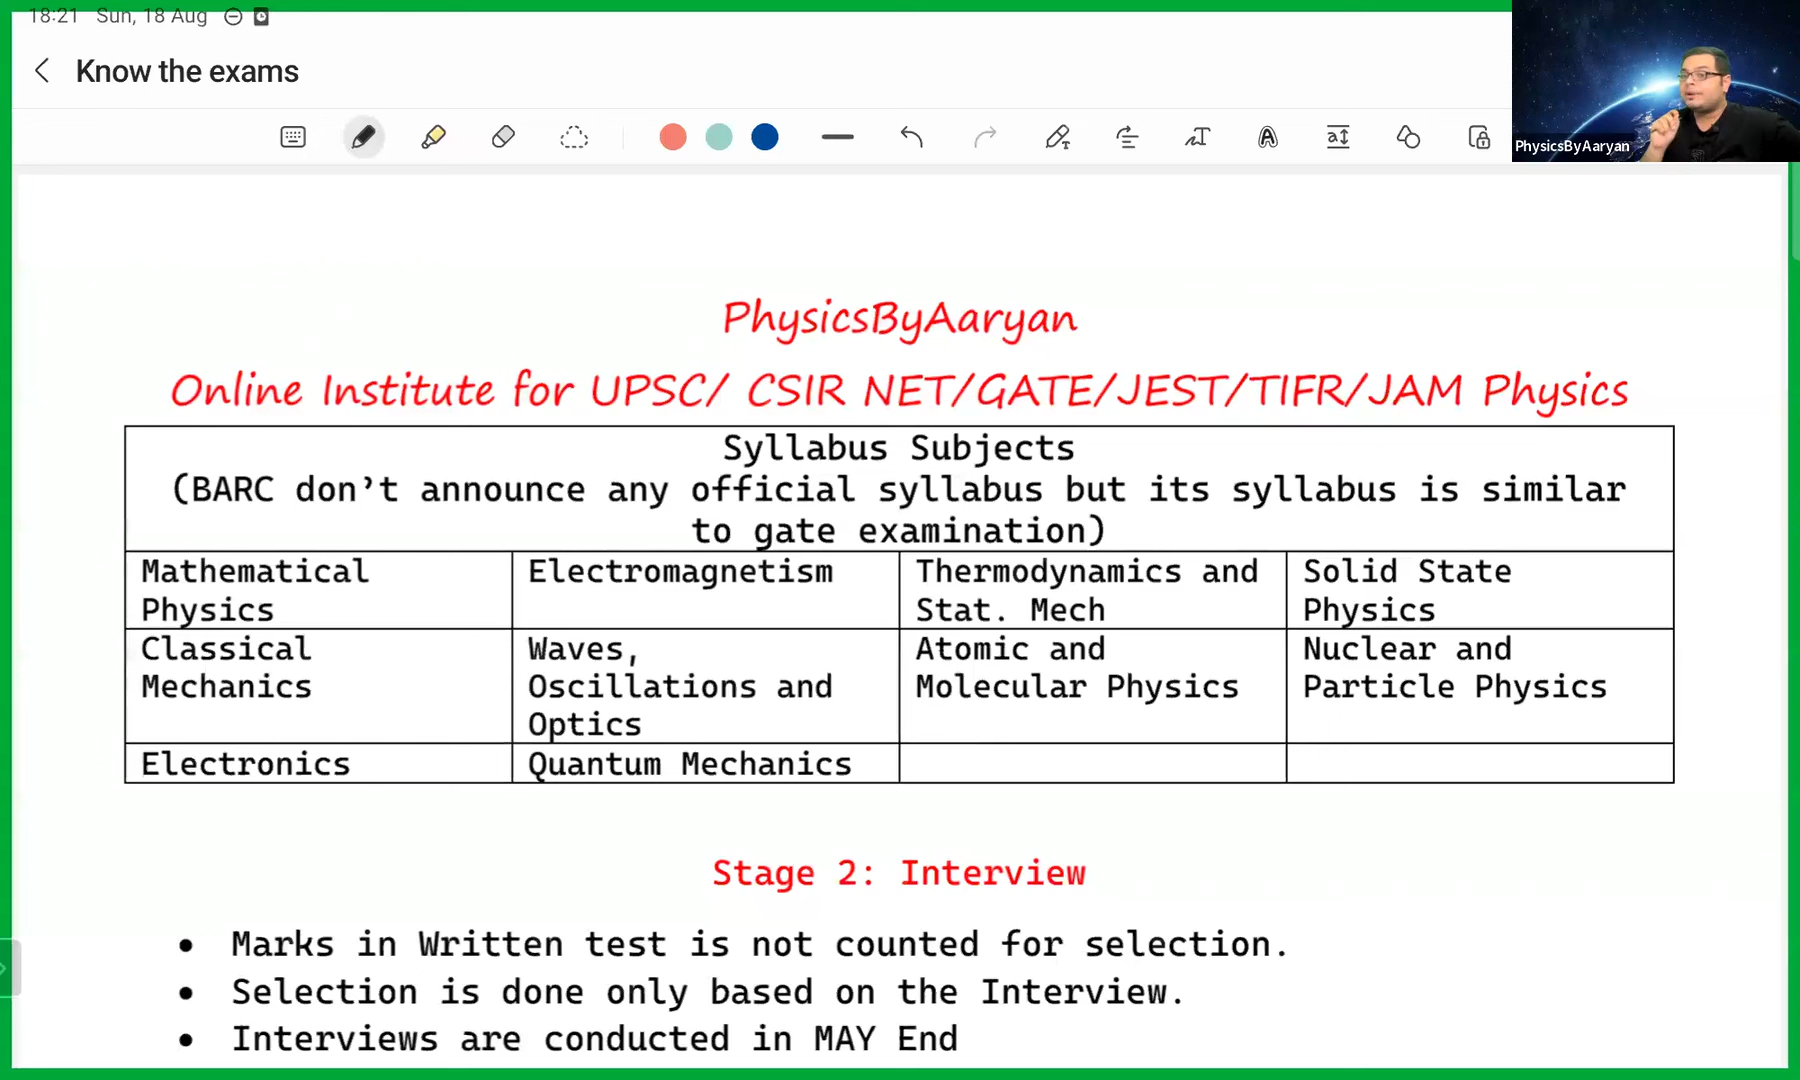 18:21 Sun, 18 Aug
Know the exams
PhysicsByAaryan
PhysicsByAaryan
Online Institute for UPSC/ CSIR NET/GATE/JEST/TIFR/JAM Physics
Syllabus Subjects
(BARC don't announce any official syllabus but its syllabus is similar
to gate examination)
Mathematical
Physics
Electromagnetism
Thermodynamics and
Stat. Mech
Solid State
Physics
Classical
Mechanics
Waves,
Oscillations and
Optics
Atomic and
Molecular Physics
Nuclear and
Particle Physics
Electronics
Quantum Mechanics
Stage 2: Interview
• Marks in Written test is not counted for selection.
• Selection is done only based on the Interview.
• Interviews are conducted in MAY End